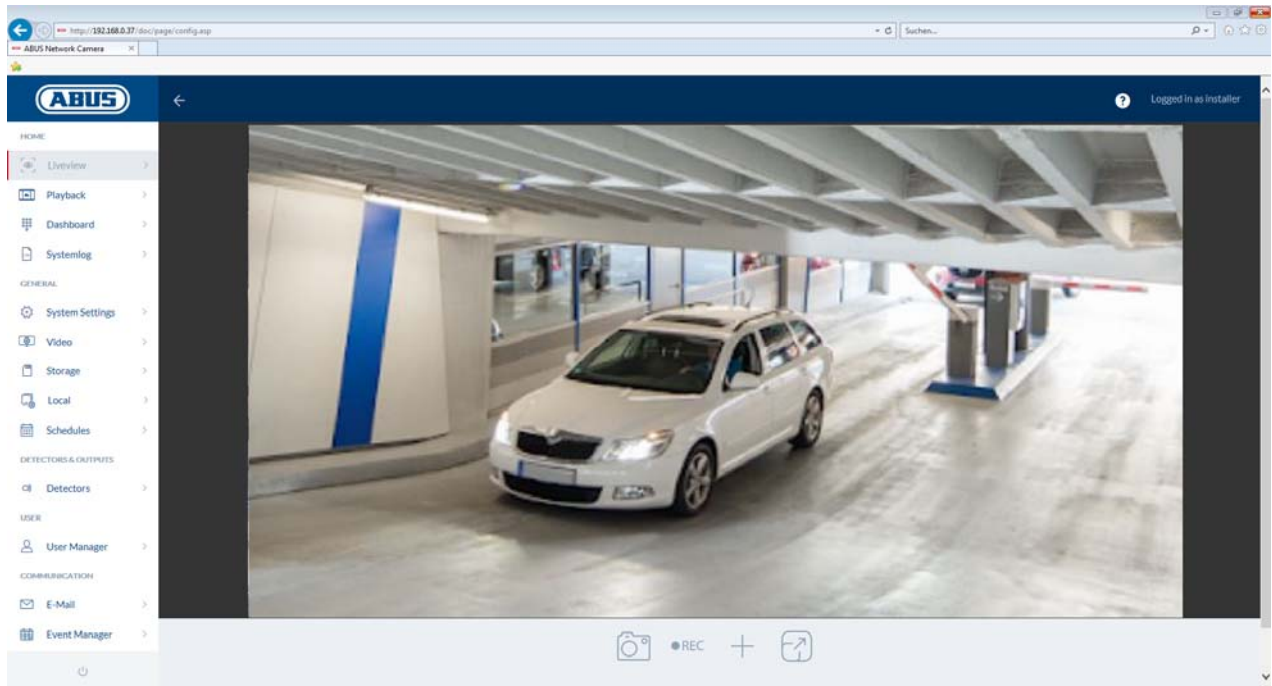 http://192.168.0.37/doc/page/config.asp
Suchen...
ABUS Network Camera
ABUS
? Logged in as installer
HOME
Liveview
Playback
Dashboard
Systemlog
GENERAL
System Settings
Video
Storage
Local
Schedules
DETECTORS & OUTPUTS
Detectors
USER
User Manager
COMMUNICATION
E-Mail
Event Manager
REC